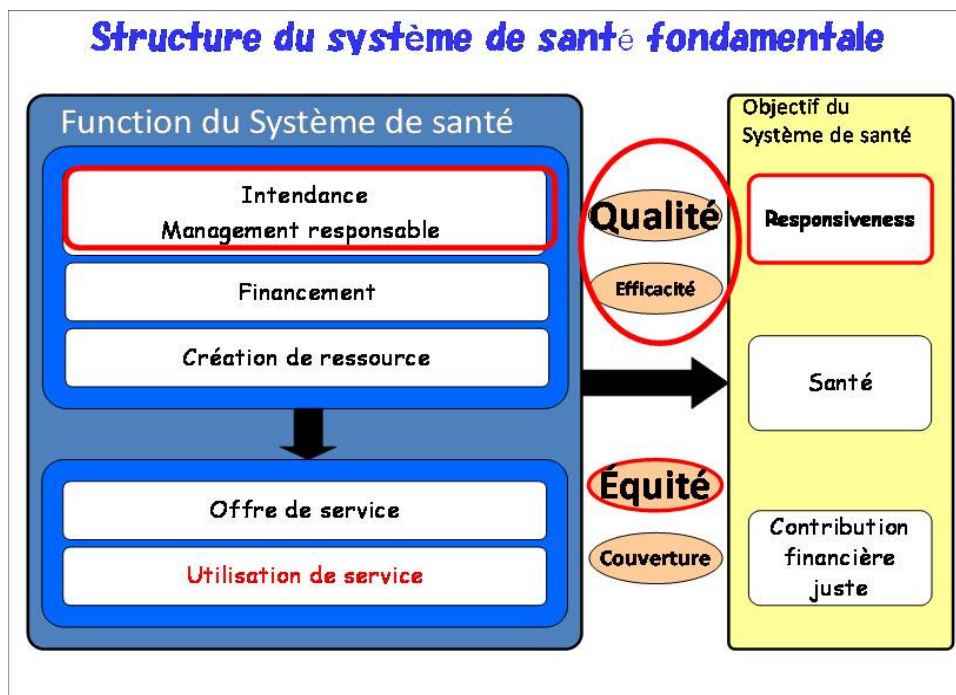 Structure du système de santé fondamentale
Function du Système de santé
Intendance
Management responsable
Financement
Création de ressource
Offre de service
Utilisation de service
Qualité
Efficacité
Équité
Couverture
Objectif du
Système de santé
Responsiveness
Santé
Contribution
financière
juste